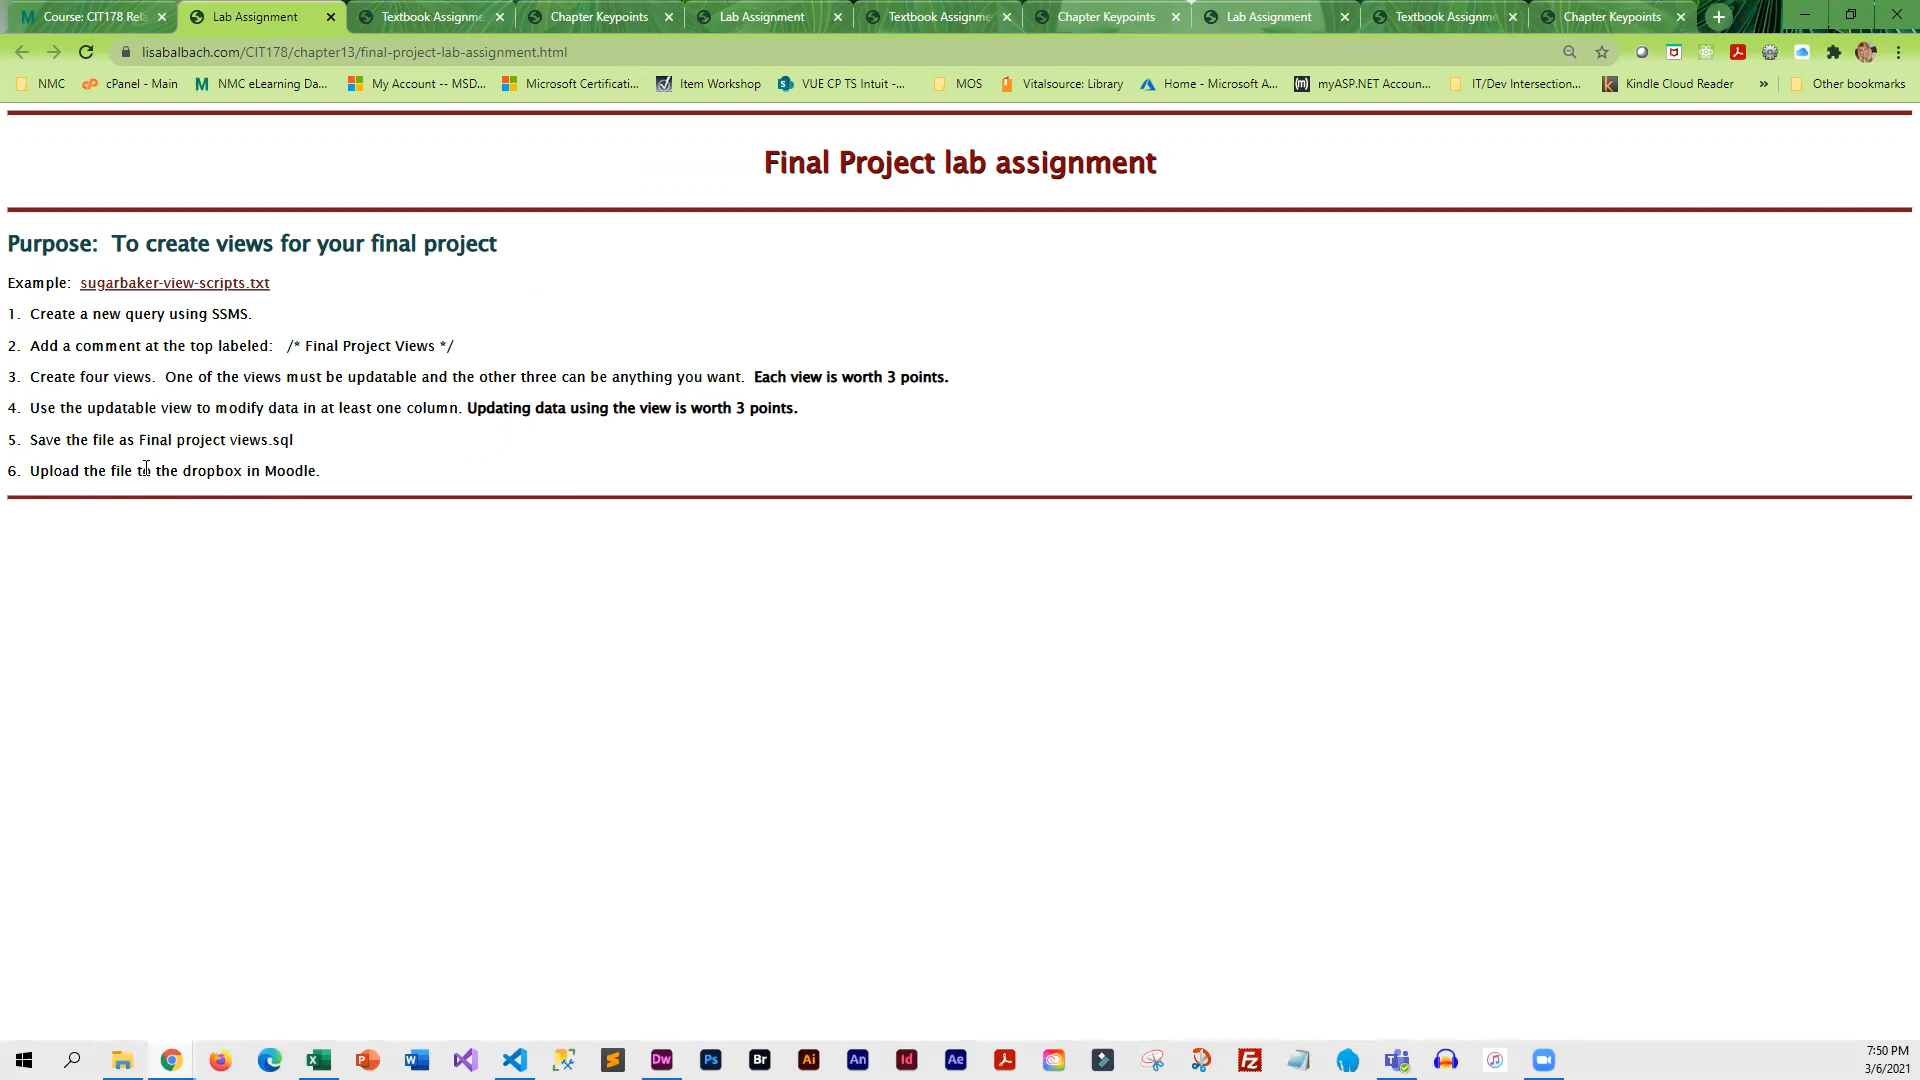 Course: CIT178 Rela
Lab Assignment
Textbook Assignme
Chapter Keypoints
Lab Assignment
Textbook Assignme
Chapter Keypoints
Lab Assignment
Textbook Assignme
Chapter Keypoints
lisabalbach.com/CIT178/chapter13/final-project-lab-assignment.html
NMC
cPanel - Main
NMC eLearning Da...
My Account -- MSD...
Microsoft Certificati...
Item Workshop
VUE CP TS Intuit -...
MOS
Vitalsource: Library
Home - Microsoft A...
myASP.NET Accoun...
IT/Dev Intersection...
Kindle Cloud Reader
»
Other bookmarks
Final Project lab assignment
Purpose: To create views for your final project
Example: sugarbaker-view-scripts.txt
1. Create a new query using SSMS.
2. Add a comment at the top labeled: /* Final Project Views */
3. Create four views. One of the views must be updatable and the other three can be anything you want. Each view is worth 3 points.
4. Use the updatable view to modify data in at least one column. Updating data using the view is worth 3 points.
5. Save the file as Final project views.sql
6. Upload the file to the dropbox in Moodle.
Dw Ps Br Ai An Id Ae
7:50 PM
3/6/2021